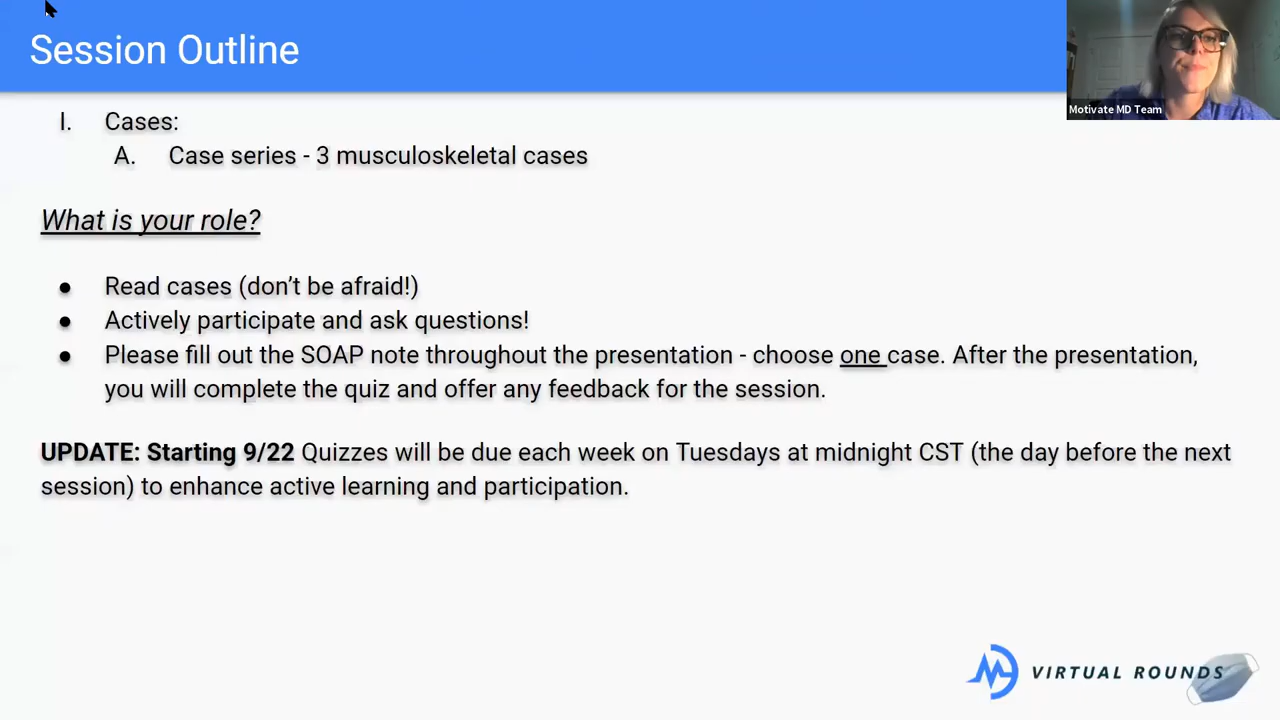 Session Outline
Motivate MD Team
I. Cases:
A. Case series - 3 musculoskeletal cases
What is your role?
● Read cases (don't be afraid!)
● Actively participate and ask questions!
● Please fill out the SOAP note throughout the presentation - choose one case. After the presentation,
you will complete the quiz and offer any feedback for the session.
UPDATE: Starting 9/22 Quizzes will be due each week on Tuesdays at midnight CST (the day before the next
session) to enhance active learning and participation.
VIRTUAL ROUNDS